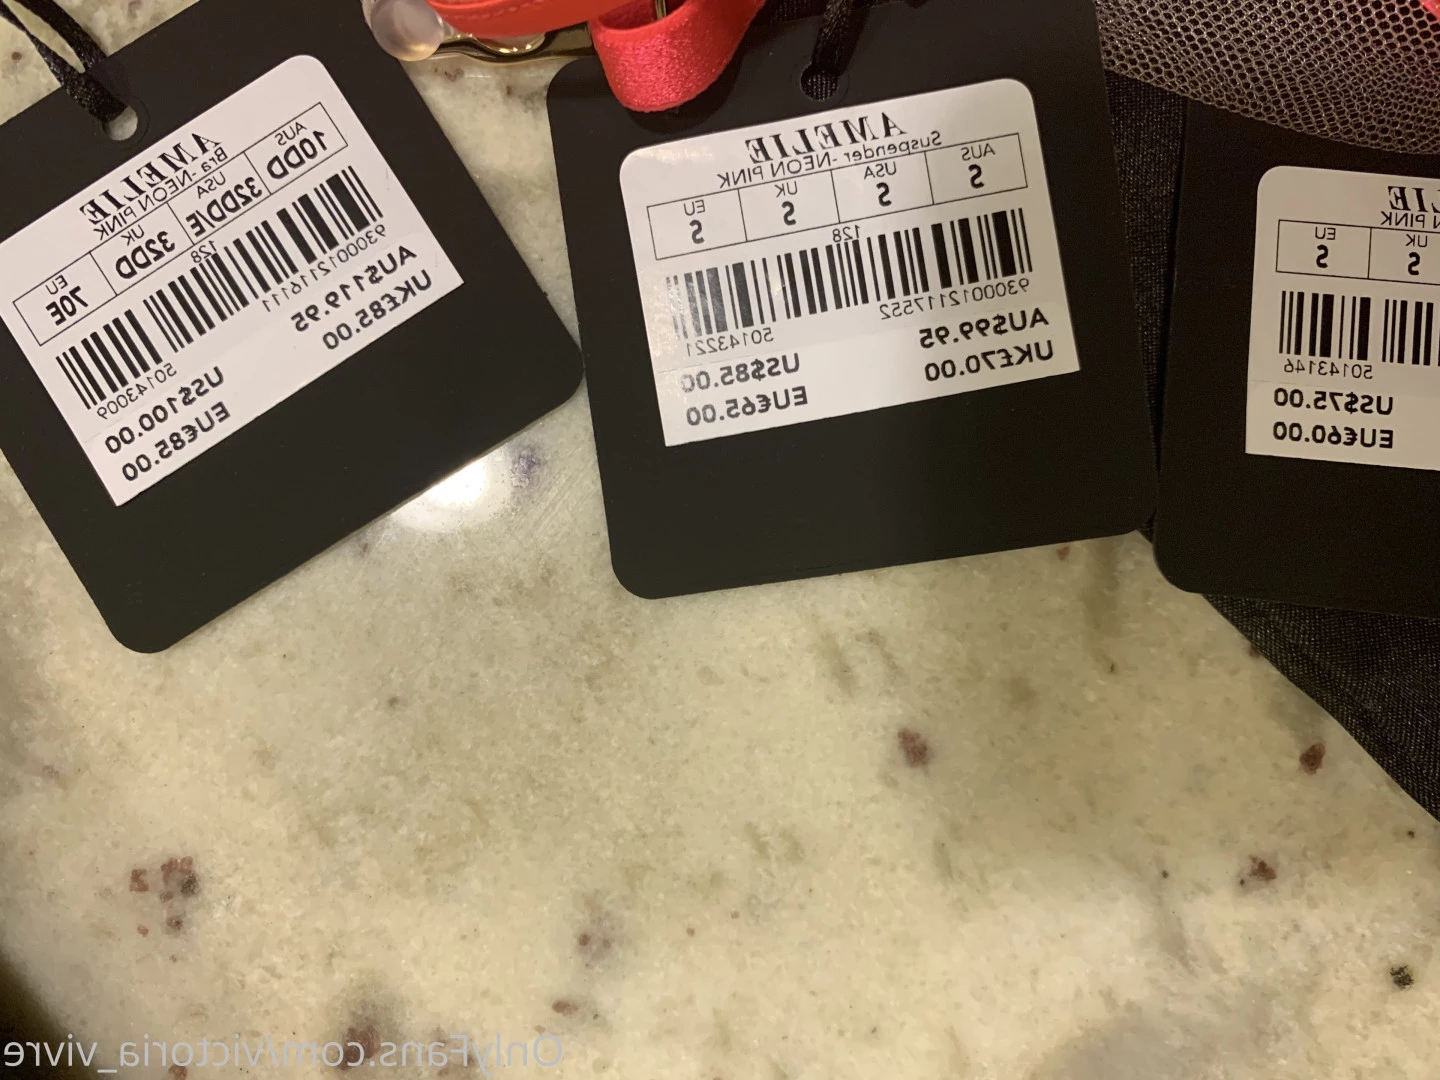 AMELIE
Bra -NEON PINK
AUS USA UK EU
10DD 32DD/E 32DD 70E
128
9300012116111
50143009
AU$119.95 US$100.00
UK£85.00 EU€85.00
AMELIE
Suspender -NEON PINK
AUS USA UK EU
S S S S
128
9300012117552
50143221
AU$99.95 US$85.00
UK£70.00 EU€65.00
LIE
N PINK
UK EU
S S
50143146
US$75.00
EU€60.00
OnlyFans.com/victoria_vivre